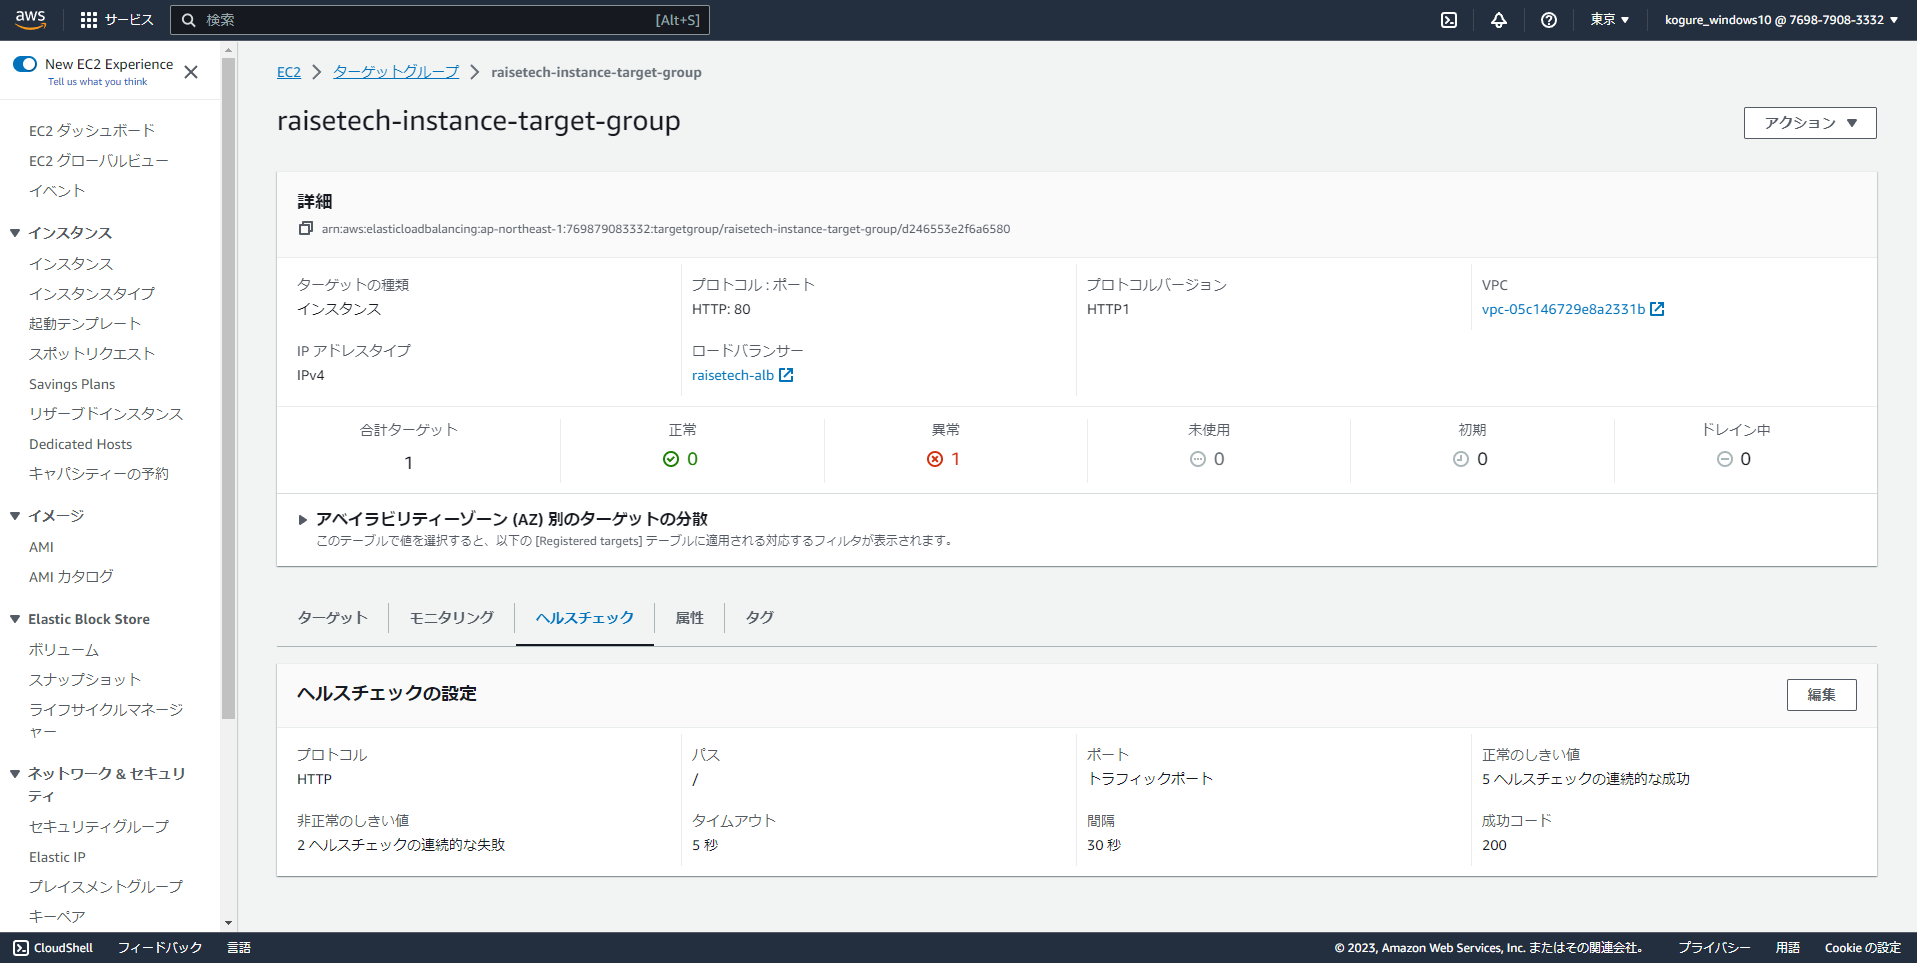 aws
サービス
検索
[Alt+S]
東京
kogure_windows10 @ 7698-7908-3332
New EC2 Experience
Tell us what you think
EC2 ダッシュボード
EC2 グローバルビュー
イベント
インスタンス
インスタンス
インスタンスタイプ
起動テンプレート
スポットリクエスト
Savings Plans
リザーブドインスタンス
Dedicated Hosts
キャパシティーの予約
イメージ
AMI
AMI カタログ
Elastic Block Store
ボリューム
スナップショット
ライフサイクルマネージ
ャー
ネットワーク & セキュリ
ティ
セキュリティグループ
Elastic IP
プレイスメントグループ
キーペア
EC2
ターゲットグループ
raisetech-instance-target-group
raisetech-instance-target-group
アクション
詳細
arn:aws:elasticloadbalancing:ap-northeast-1:769879083332:targetgroup/raisetech-instance-target-group/d246553e2f6a6580
ターゲットの種類
インスタンス
プロトコル : ポート
HTTP: 80
プロトコルバージョン
HTTP1
VPC
vpc-05c146729e8a2331b
IP アドレスタイプ
IPv4
ロードバランサー
raisetech-alb
合計ターゲット
1
正常
0
異常
1
未使用
0
初期
0
ドレイン中
0
アベイラビリティーゾーン (AZ) 別のターゲットの分散
このテーブルで値を選択すると、以下の [Registered targets] テーブルに適用される対応するフィルタが表示されます。
ターゲット
モニタリング
ヘルスチェック
属性
タグ
ヘルスチェックの設定
編集
プロトコル
HTTP
パス
/
ポート
トラフィックポート
正常のしきい値
5 ヘルスチェックの連続的な成功
非正常のしきい値
2 ヘルスチェックの連続的な失敗
タイムアウト
5 秒
間隔
30 秒
成功コード
200
CloudShell
フィードバック
言語
© 2023, Amazon Web Services, Inc. またはその関連会社。
プライバシー
用語
Cookie の設定